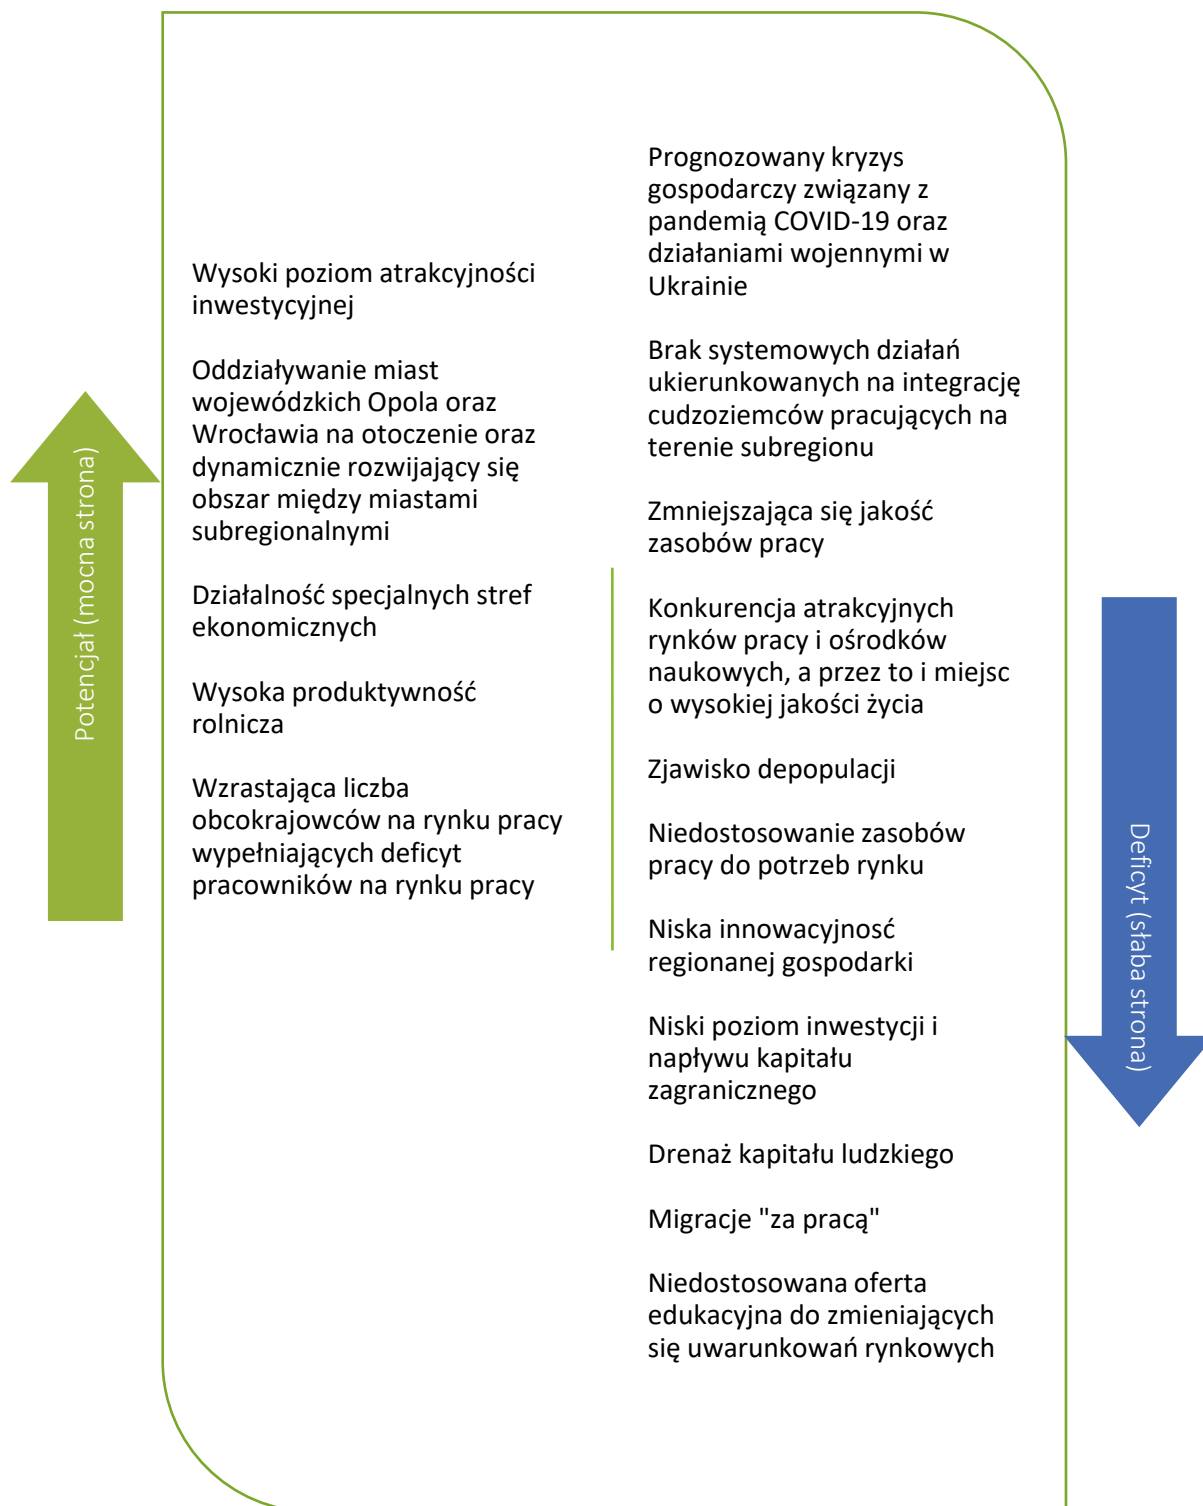 Potencjał (mocna strona)
Wysoki poziom atrakcyjności
inwestycyjnej
Oddziaływanie miast
wojewódzkich Opola oraz
Wrocławia na otoczenie oraz
dynamicznie rozwijający się
obszar między miastami
subregionalnymi
Działalność specjalnych stref
ekonomicznych
Wysoka produktywność
rolnicza
Wzrastająca liczba
obcokrajowców na rynku pracy
wypełniających deficyt
pracowników na rynku pracy
Prognozowany kryzys
gospodarczy związany z
pandemią COVID-19 oraz
działaniami wojennymi w
Ukrainie
Brak systemowych działań
ukierunkowanych na integrację
cudzoziemców pracujących na
terenie subregionu
Zmniejszająca się jakość
zasobów pracy
Konkurencja atrakcyjnych
rynków pracy i ośrodków
naukowych, a przez to i miejsc
o wysokiej jakości życia
Zjawisko depopulacji
Niedostosowanie zasobów
pracy do potrzeb rynku
Niska innowacyjnosć
regionanej gospodarki
Niski poziom inwestycji i
napływu kapitału
zagranicznego
Drenaż kapitału ludzkiego
Migracje "za pracą"
Niedostosowana oferta
edukacyjna do zmieniających
się uwarunkowań rynkowych
Deficyt (słaba strona)